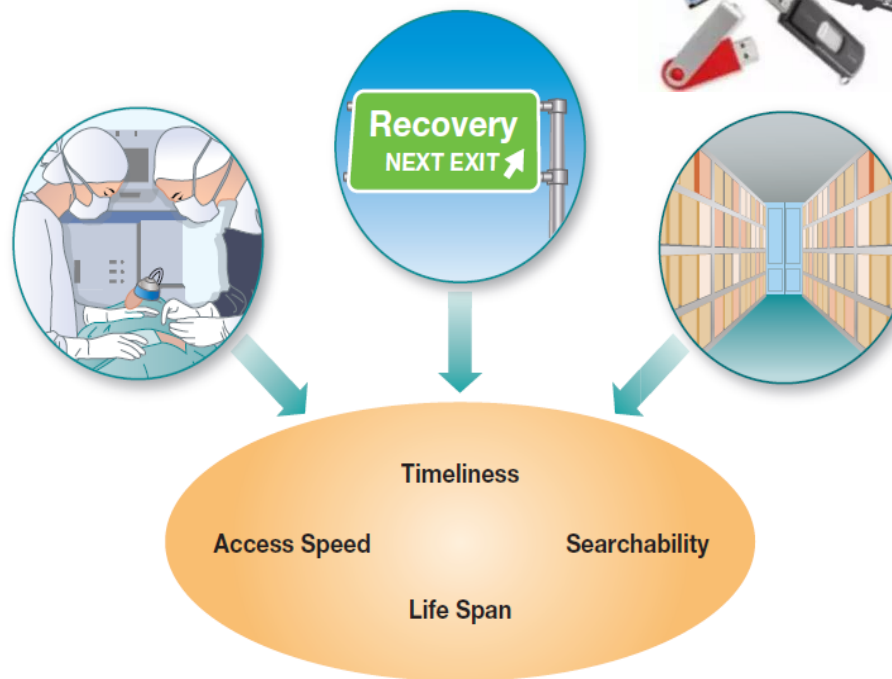 Recovery
NEXT EXIT
Timeliness
Access Speed
Searchability
Life Span